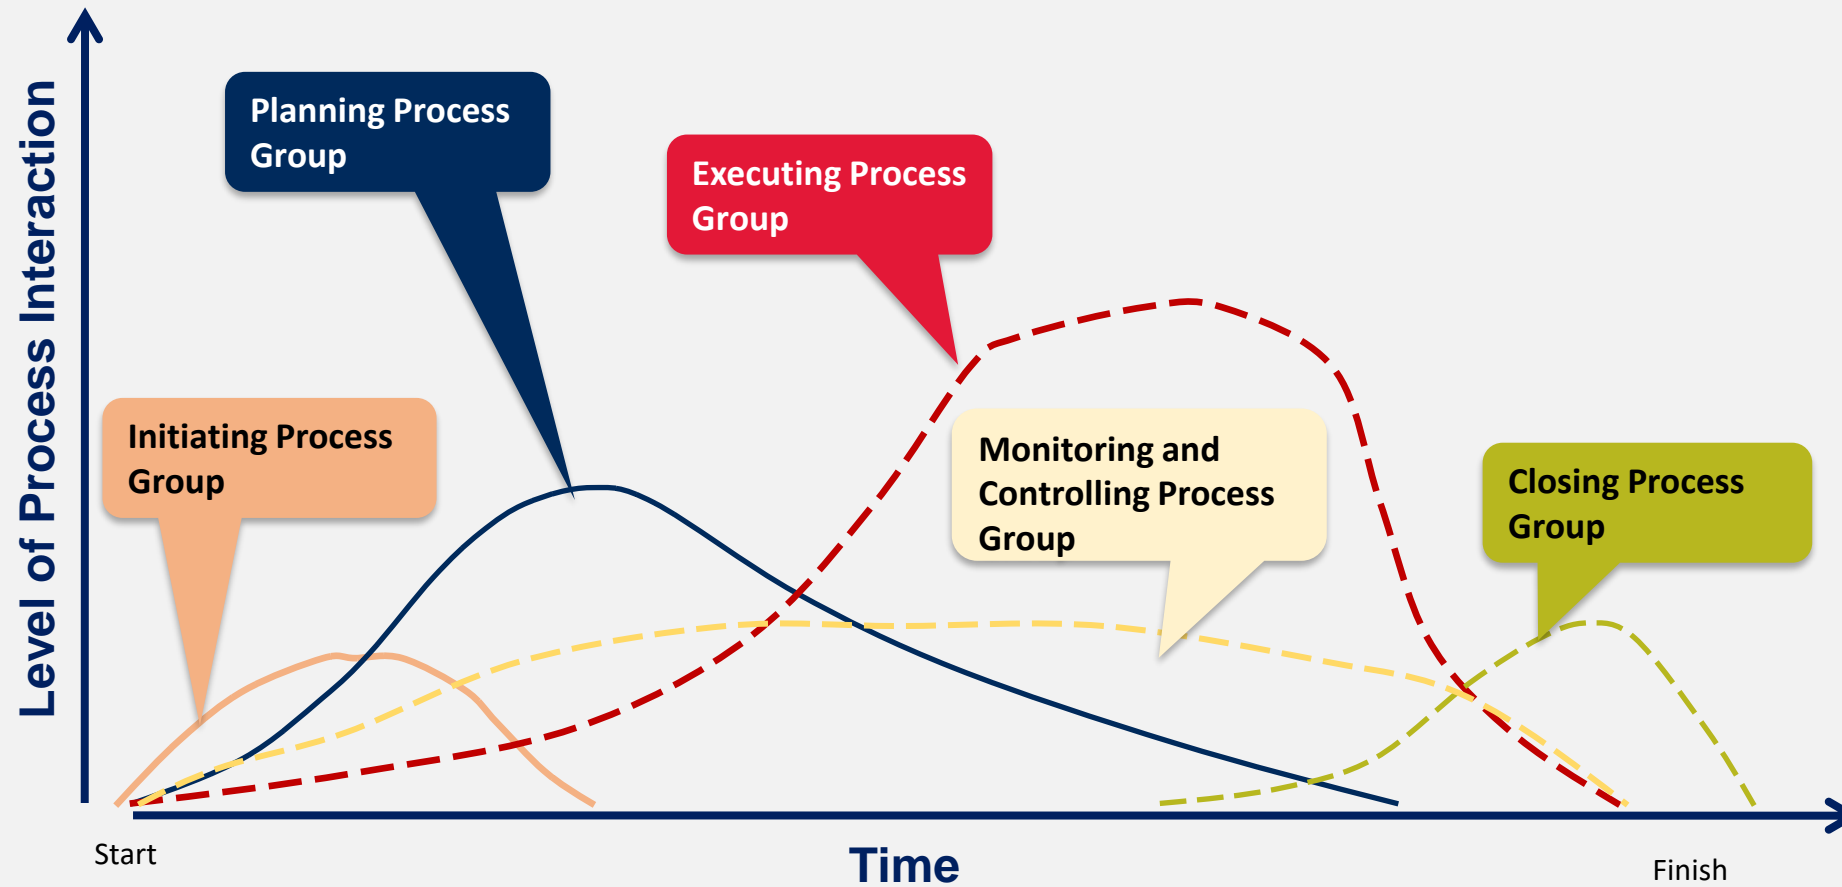 Level of Process Interaction
Planning Process
Group
Executing Process
Group
Initiating Process
Group
Monitoring and
Controlling Process
Group
Closing Process
Group
Start
Time
Finish